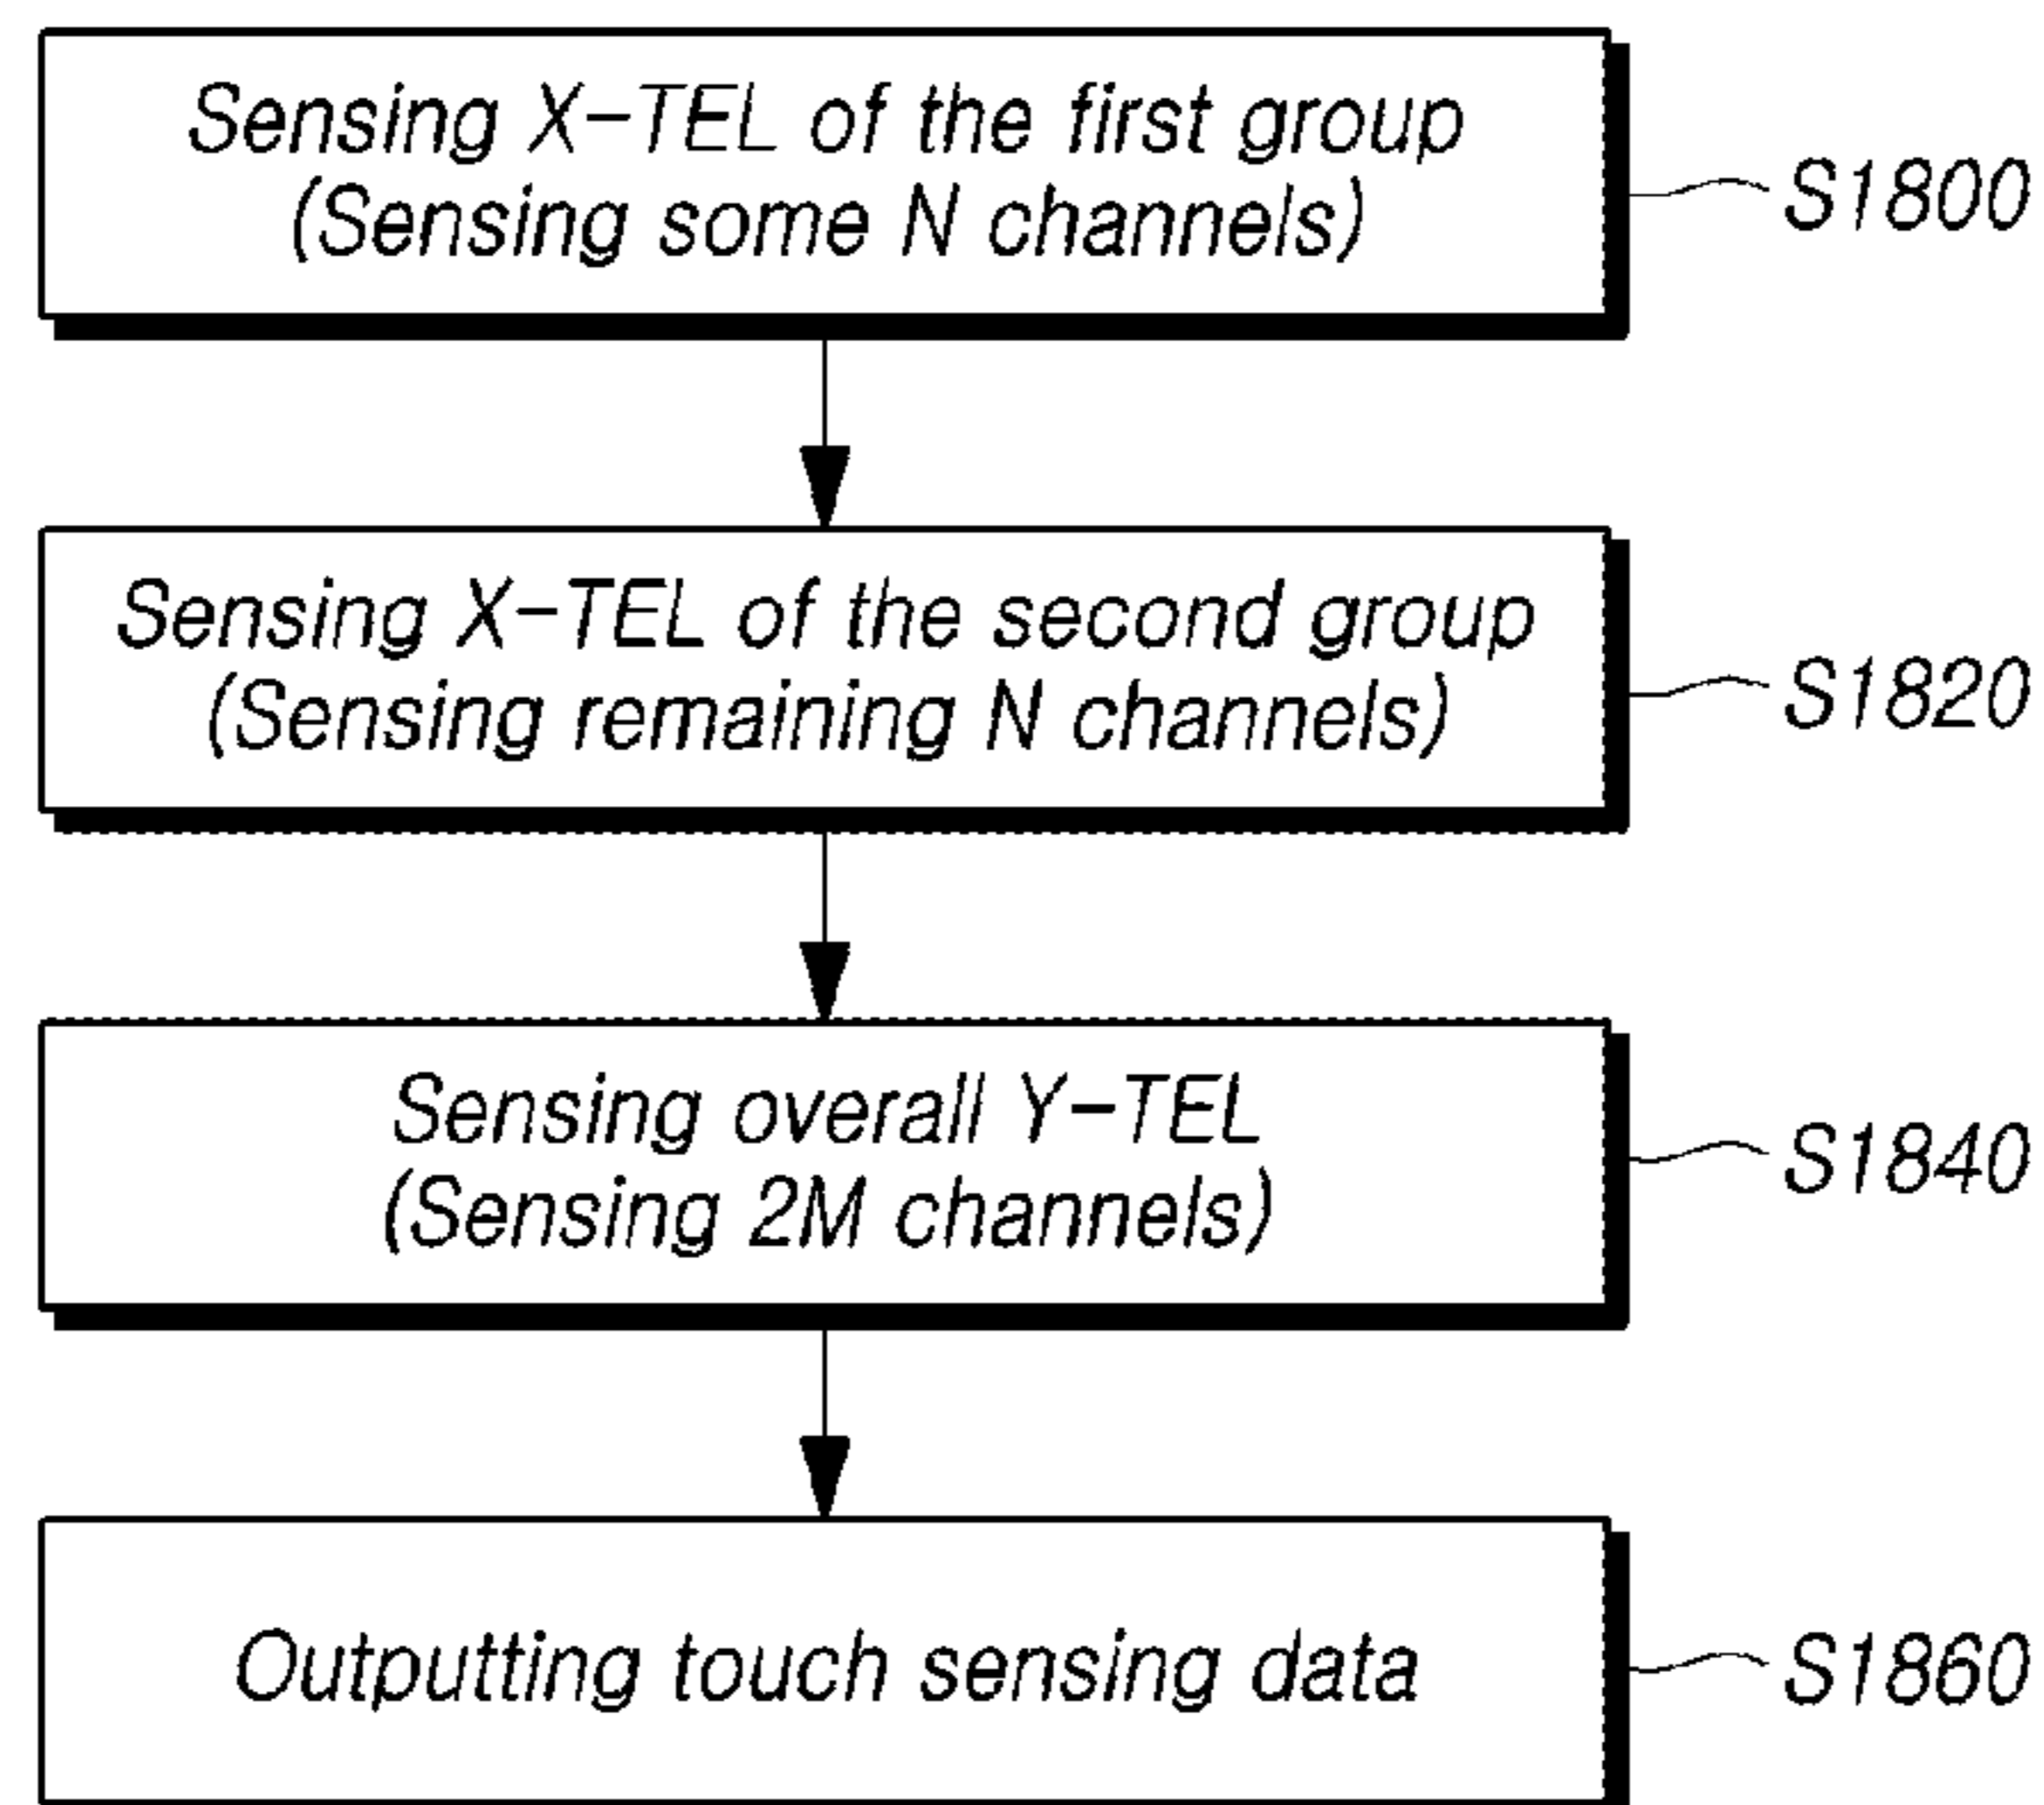 Sensing X-TEL of the first group
(Sensing some N channels)
S1800
Sensing X-TEL of the second group
(Sensing remaining N channels)
S1820
Sensing overall Y-TEL
(Sensing 2M channels)
S1840
Outputting touch sensing data
S1860